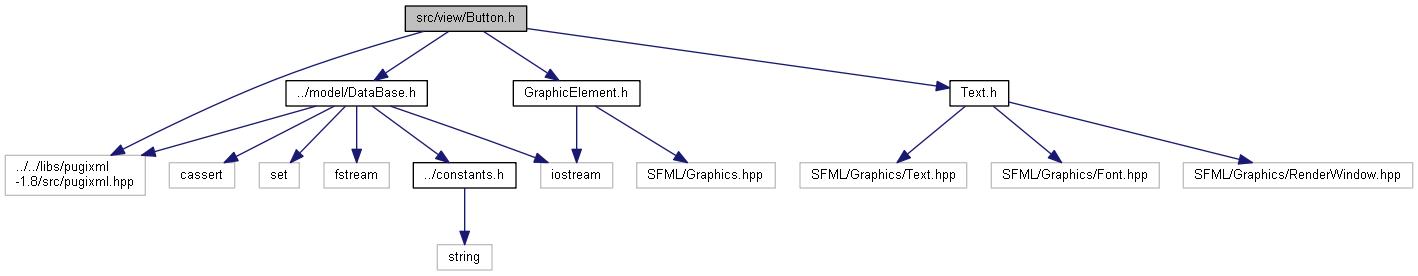 src/view/Button.h
../model/DataBase.h
GraphicElement.h
Text.h
../../libs/pugixml
-1.8/src/pugixml.hpp
cassert
set
fstream
../constants.h
iostream
SFML/Graphics.hpp
SFML/Graphics/Text.hpp
SFML/Graphics/Font.hpp
SFML/Graphics/RenderWindow.hpp
string